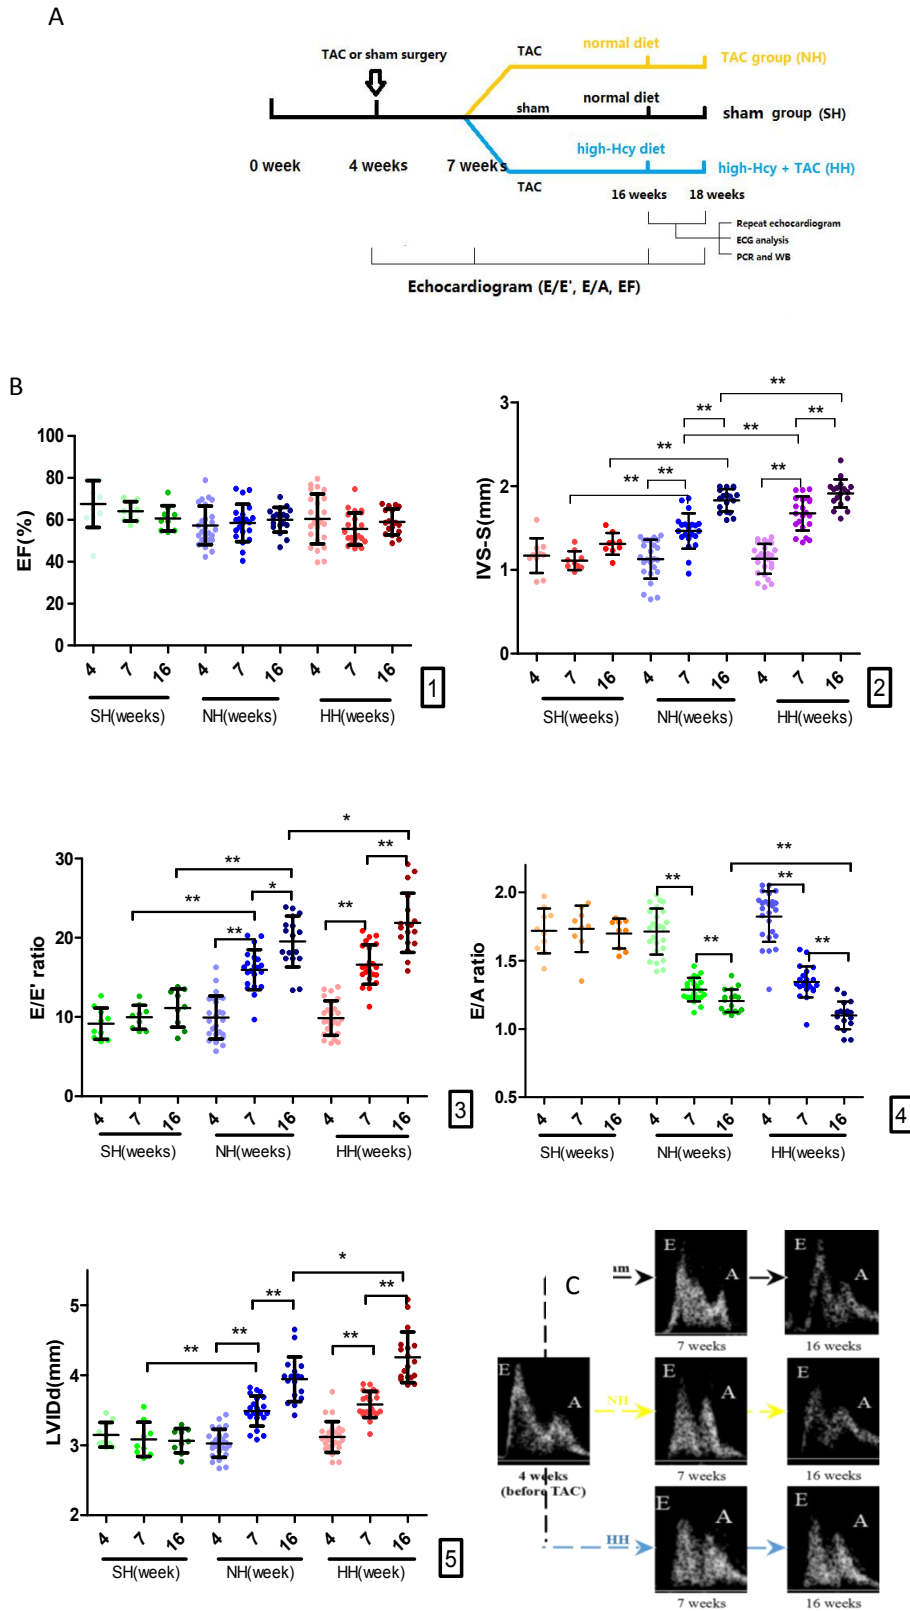 A
TAC or sham surgery
TAC
normal diet
TAC group (NH)
sham
normal diet
sham group (SH)
0 week
4 weeks
7 weeks
high-Hcy diet
high-Hcy + TAC (HH)
TAC
16 weeks
18 weeks
Repeat echocardiogram
ECG analysis
PCR and WB
Echocardiogram (E/E', E/A, EF)
B
EF(%)
100
80
60
40
20
0
4 7 16 4 7 16 4 7 16
SH(weeks) NH(weeks) HH(weeks)
1
IVS-S(mm)
3
2
1
0
** ** ** ** ** ** ** **
4 7 16 4 7 16 4 7 16
SH(weeks) NH(weeks) HH(weeks)
2
E/E' ratio
30
20
10
0
* ** ** * ** ** **
4 7 16 4 7 16 4 7 16
SH(weeks) NH(weeks) HH(weeks)
3
E/A ratio
2.0
1.5
1.0
0.5
** ** ** ** **
4 7 16 4 7 16 4 7 16
SH(weeks) NH(weeks) HH(weeks)
4
LVIDd(mm)
5
4
3
2
* ** ** ** ** **
4 7 16 4 7 16 4 7 16
SH(week) NH(week) HH(week)
5
C
E A
7 weeks
E A
16 weeks
E A
4 weeks
(before TAC)
NH
E A
7 weeks
E A
16 weeks
HH
E A
7 weeks
E A
16 weeks